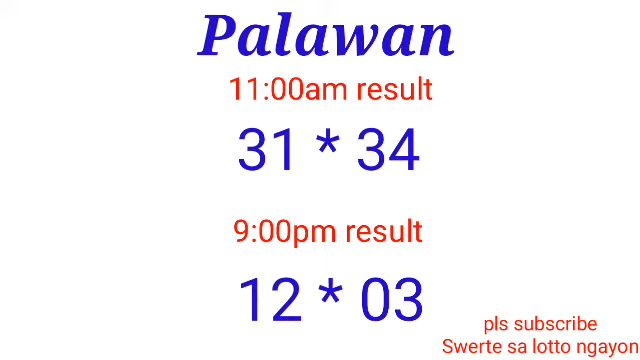 Palawan
11:00am result
31 * 34
9:00pm result
12 * 03
pls subscribe
Swerte sa lotto ngayon